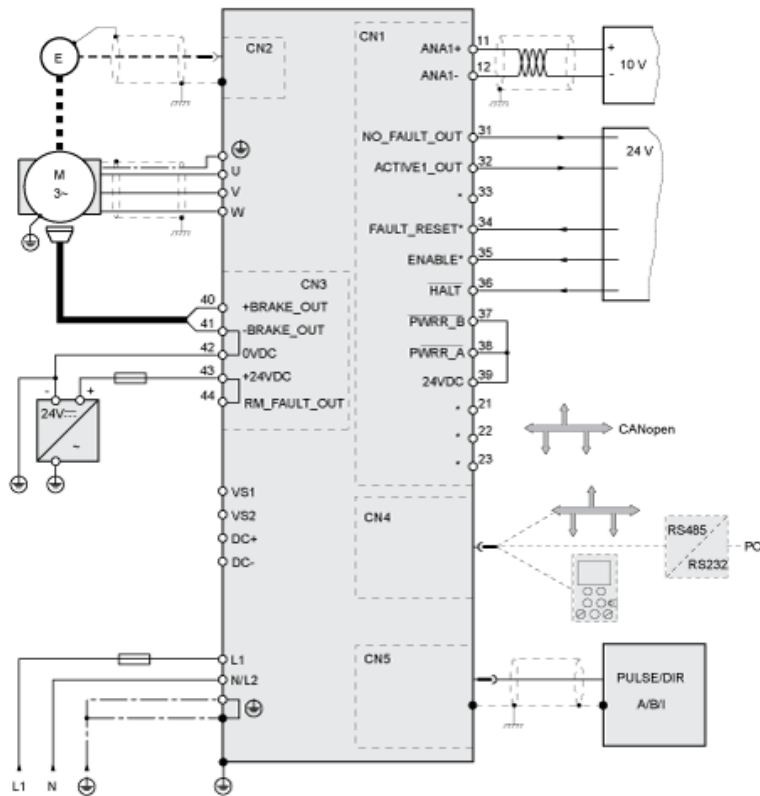 CN2
CN1
E
ANA1+ 11
ANA1- 12
+
-
10 V
NO_FAULT_OUT 31
ACTIVE1_OUT 32
* 33
FAULT_RESET* 34
ENABLE* 35
HALT 36
24 V
M
3~
U
V
W
CN3
PWRR_B 37
PWRR_A 38
24VDC 39
* 21
* 22
* 23
40 +BRAKE_OUT
41 -BRAKE_OUT
42 0VDC
43 +24VDC
44 RM_FAULT_OUT
- +
24V
~
CANopen
VS1
VS2
DC+
DC-
CN4
RS485
RS232
PC
L1
N/L2
CN5
PULSE/DIR
A/B/I
L1 N